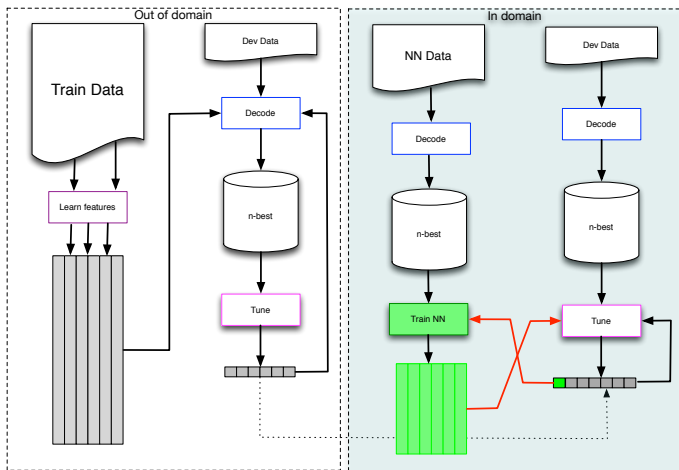 Out of domain
Train Data
Dev Data
Decode
Learn features
n-best
Tune
In domain
NN Data
Dev Data
Decode
Decode
n-best
n-best
Train NN
Tune